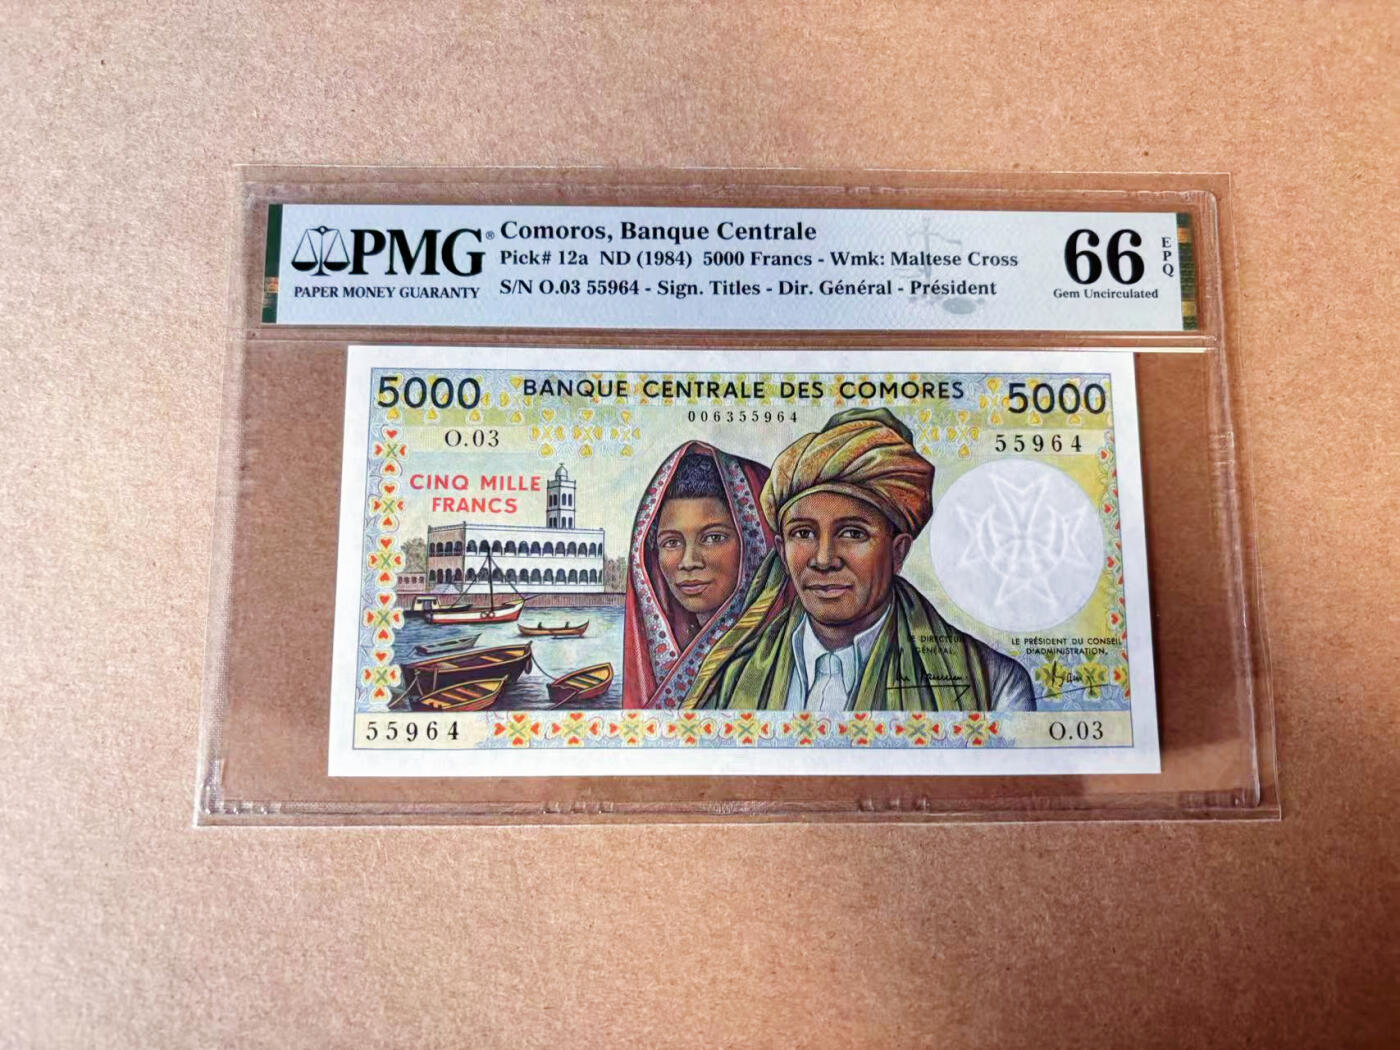 PMG®
PAPER MONEY GUARANTY
Comoros, Banque Centrale
Pick# 12a ND (1984) 5000 Francs - Wmk: Maltese Cross
S/N O.03 55964 - Sign. Titles - Dir. Général - Président
66
EPQ
Gem Uncirculated
5000 BANQUE CENTRALE DES COMORES 5000
006355964
O.03 55964
CINQ MILLE
FRANCS
LE DIRECTEUR
GÉNÉRAL,
LE PRÉSIDENT DU CONSEIL
D'ADMINISTRATION,
55964 O.03